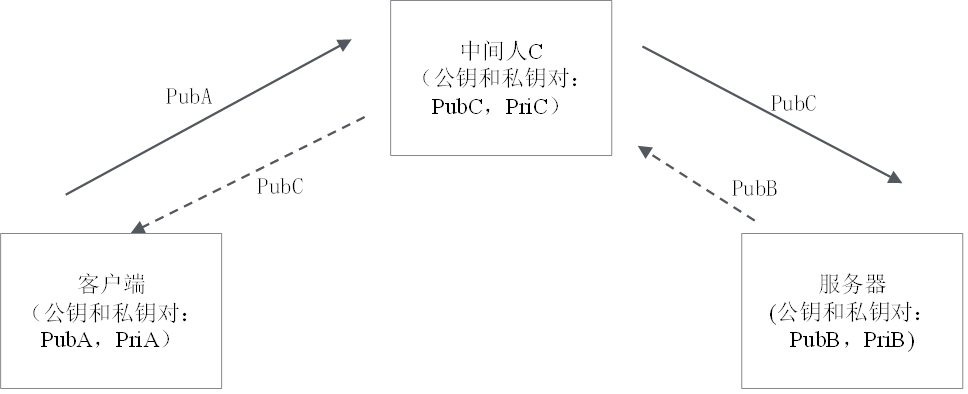 中间人C
（公钥和私钥对：
PubC，PriC）
PubA
PubC
PubC
PubB
客户端
（公钥和私钥对：
PubA，PriA）
服务器
(公钥和私钥对：
PubB，PriB)